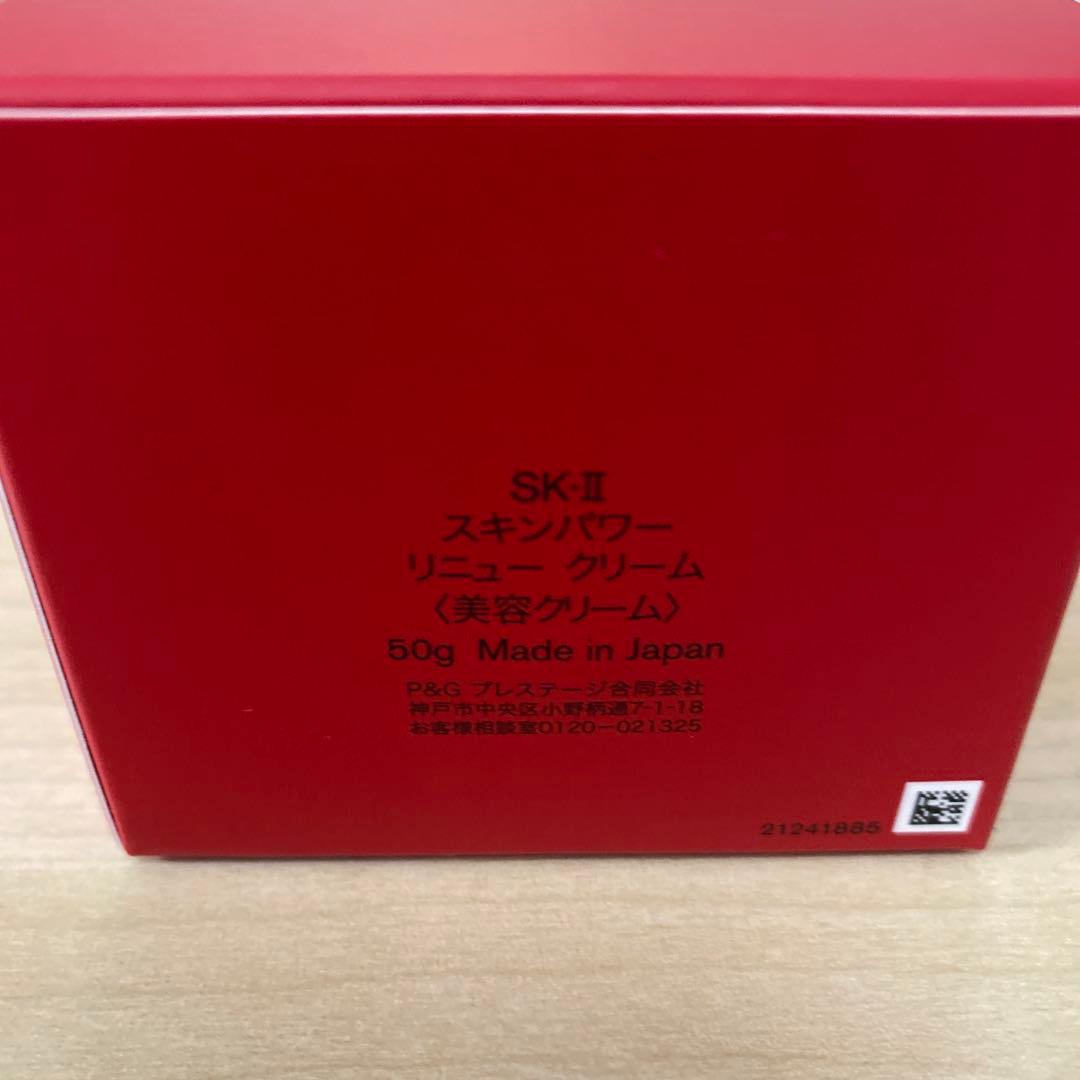 SK-Ⅱ
スキンパワー
リニュー クリーム
〈美容クリーム〉
50g Made in Japan
P&G プレステージ合同会社
神戸市中央区小野柄通7-1-18
お客様相談室0120-021325
21241885